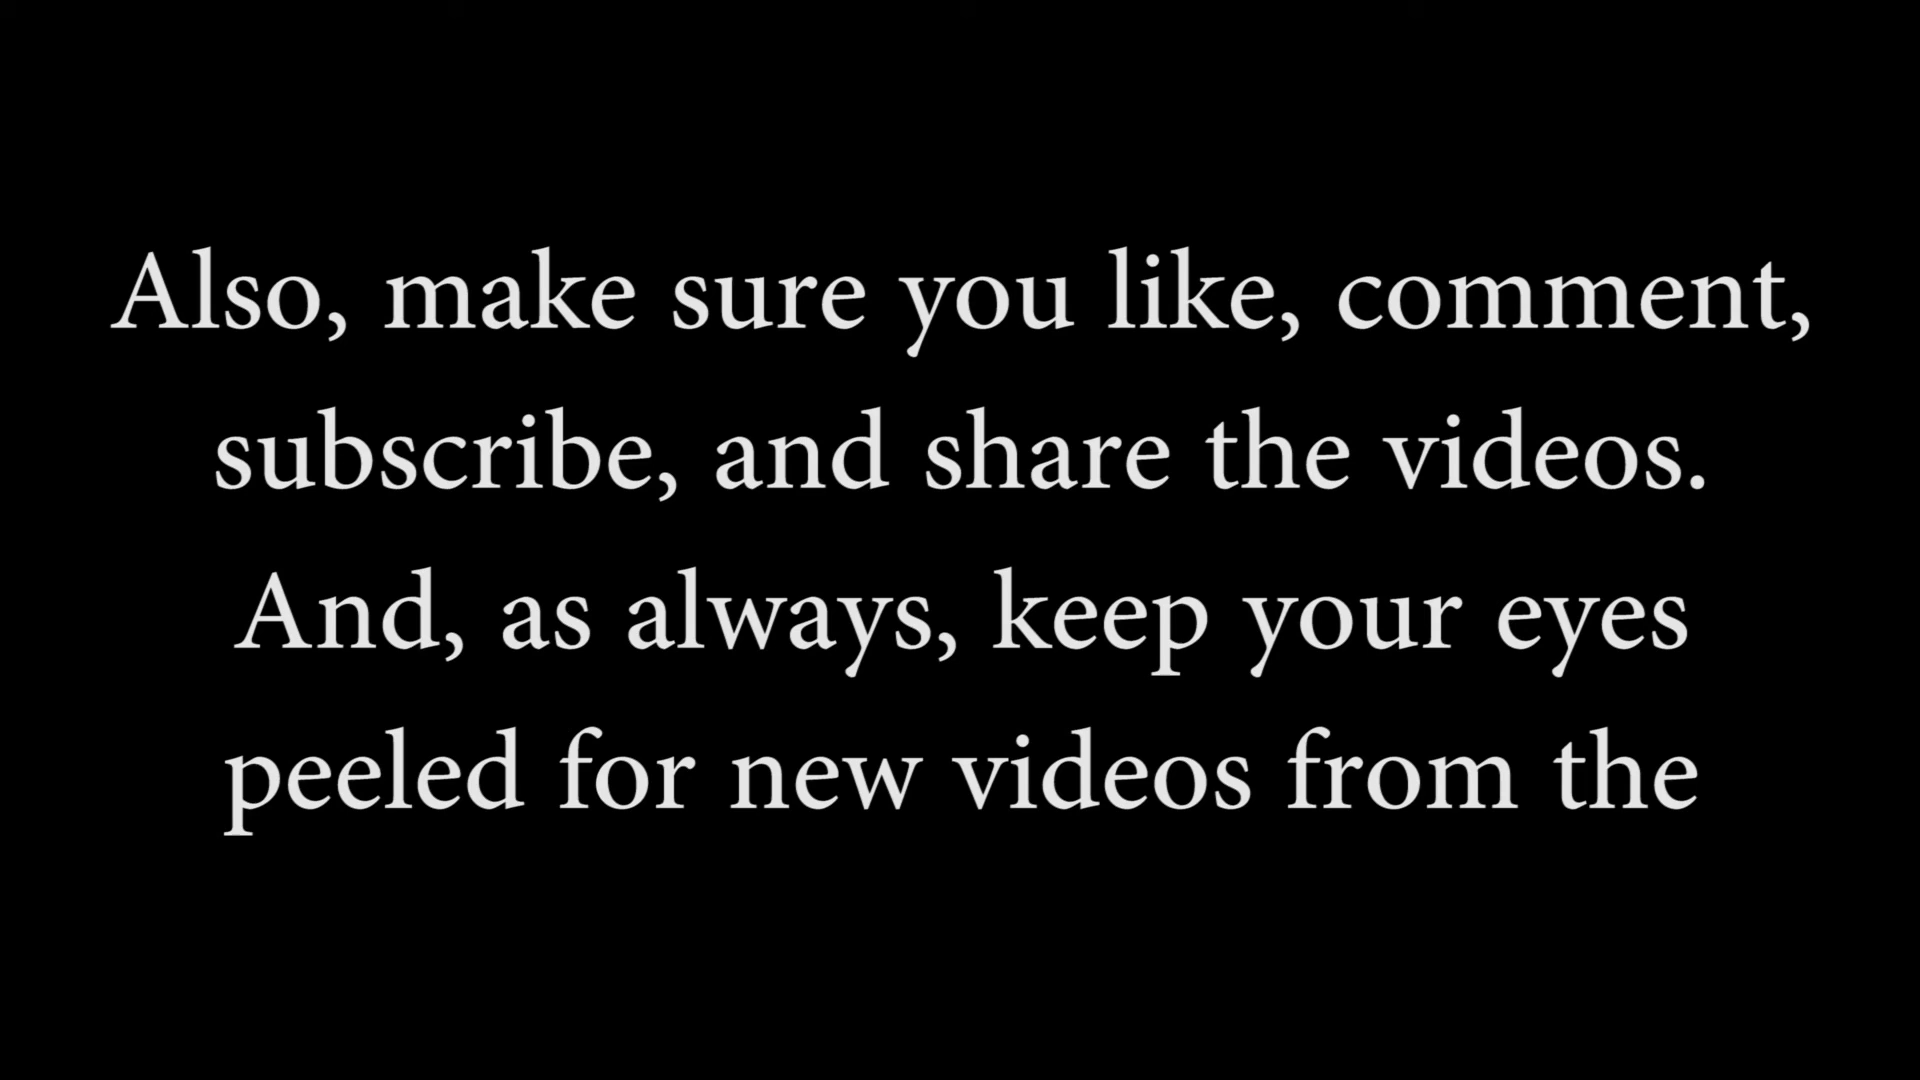 Also, make sure you like, comment,
subscribe, and share the videos.
And, as always, keep your eyes
peeled for new videos from the